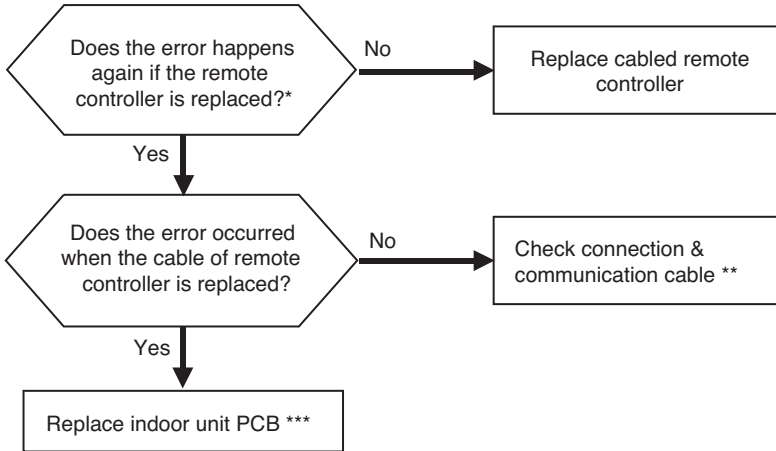 Does the error happens
again if the remote
controller is replaced?*
No
Replace cabled remote
controller
Yes
Does the error occurred
when the cable of remote
controller is replaced?
No
Check connection &
communication cable **
Yes
Replace indoor unit PCB ***